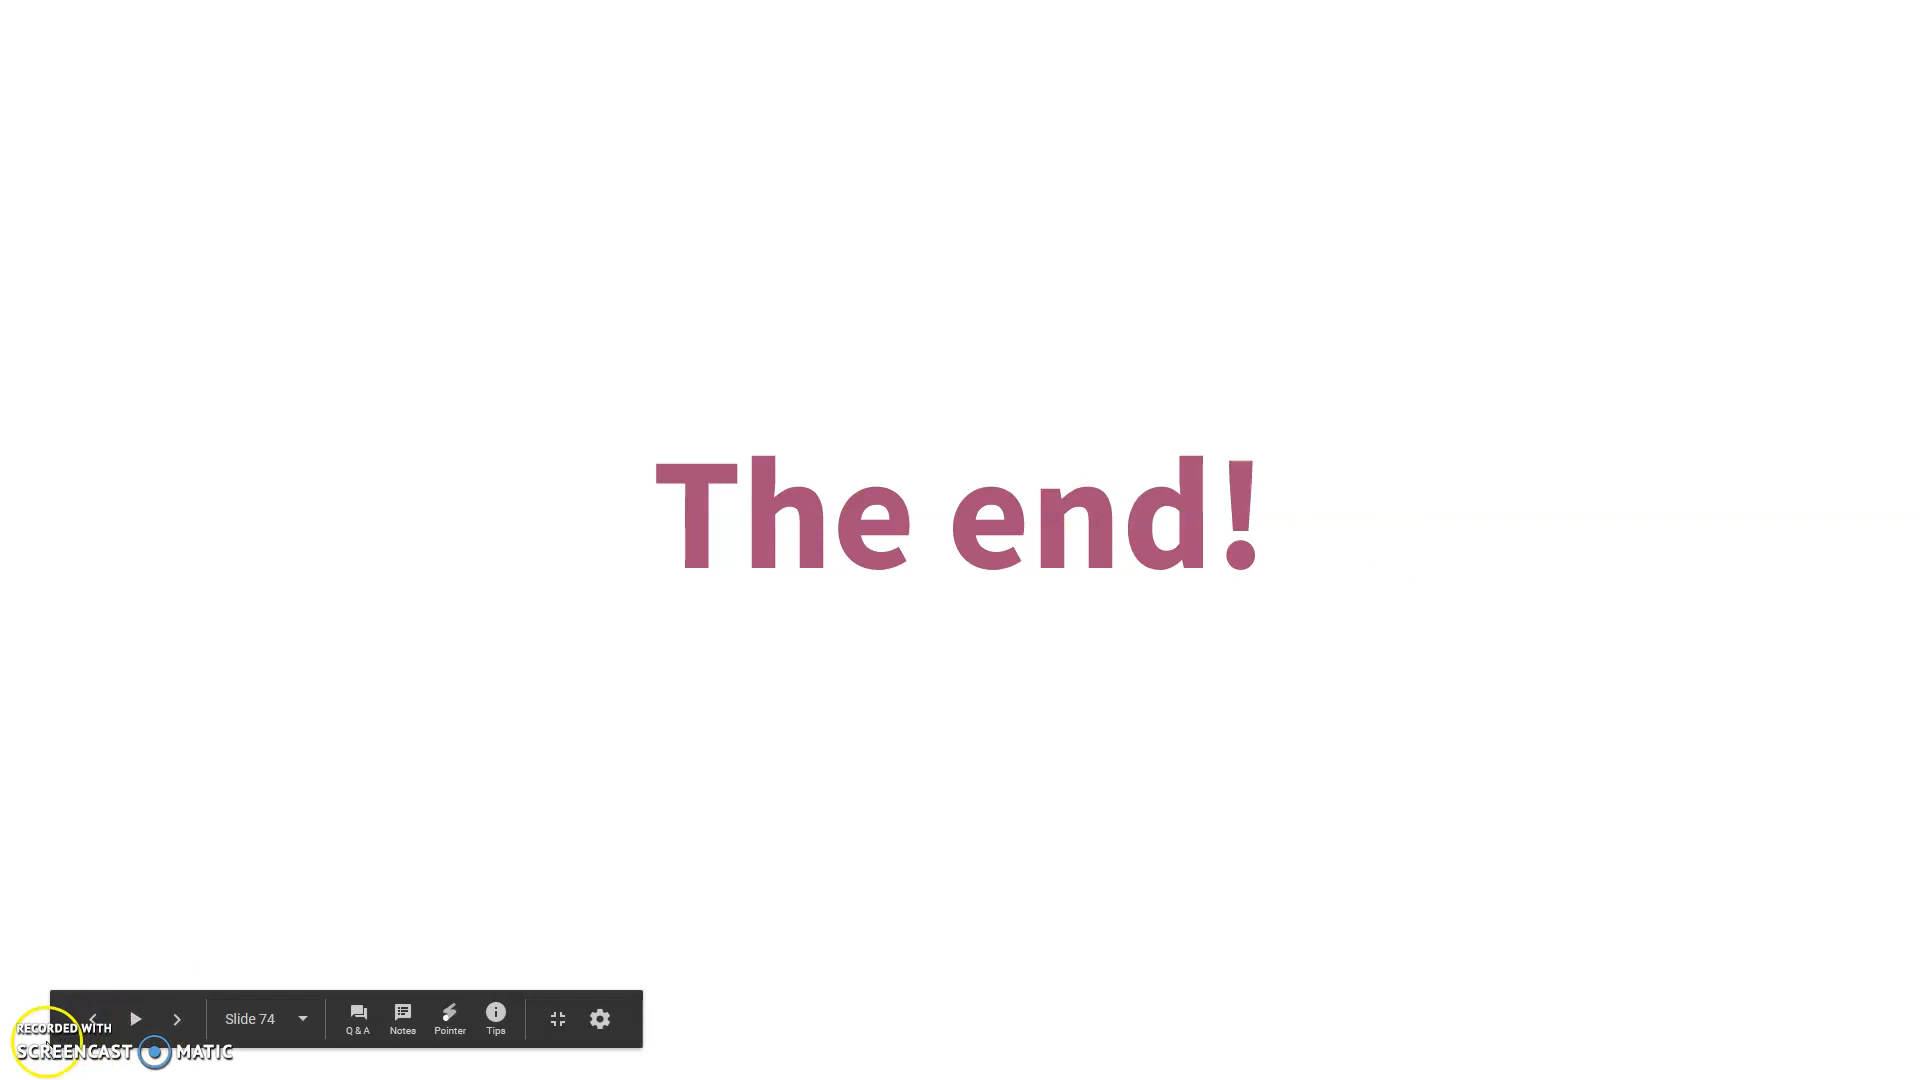 The end!
Slide 74
Q & A Notes Pointer Tips
RECORDED WITH
SCREENCAST MATIC